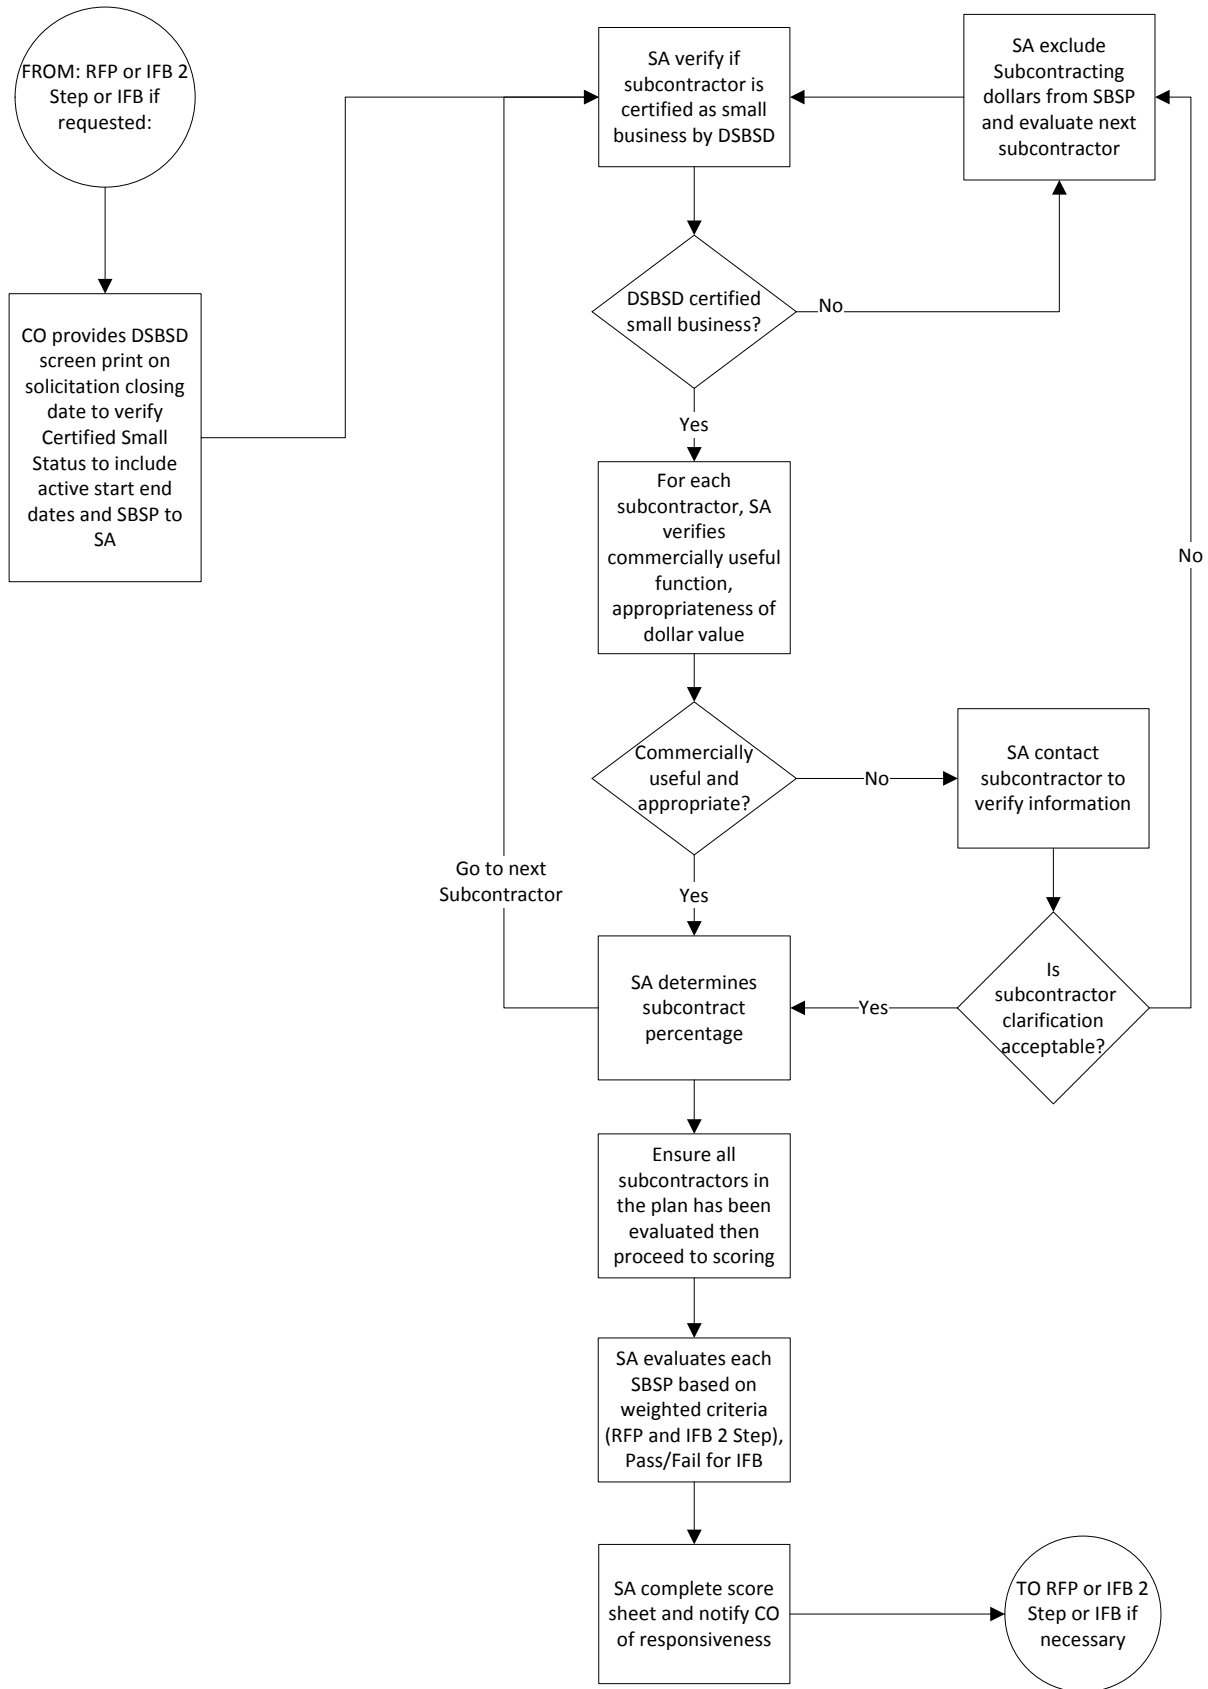 FROM: RFP or IFB 2
Step or IFB if
requested:
SA verify if
subcontractor is
certified as small
business by DSBSD
SA exclude
Subcontracting
dollars from SBSP
and evaluate next
subcontractor
CO provides DSBSD
screen print on
solicitation closing
date to verify
Certified Small
Status to include
active start end
dates and SBSP to
SA
DSBSD certified
small business?
No
Yes
For each
subcontractor, SA
verifies
commercially useful
function,
appropriateness of
dollar value
No
Commercially
useful and
appropriate?
No
SA contact
subcontractor to
verify information
Go to next
Subcontractor
Yes
SA determines
subcontract
percentage
Yes
Is
subcontractor
clarification
acceptable?
Ensure all
subcontractors in
the plan has been
evaluated then
proceed to scoring
SA evaluates each
SBSP based on
weighted criteria
(RFP and IFB 2 Step),
Pass/Fail for IFB
SA complete score
sheet and notify CO
of responsiveness
TO RFP or IFB 2
Step or IFB if
necessary